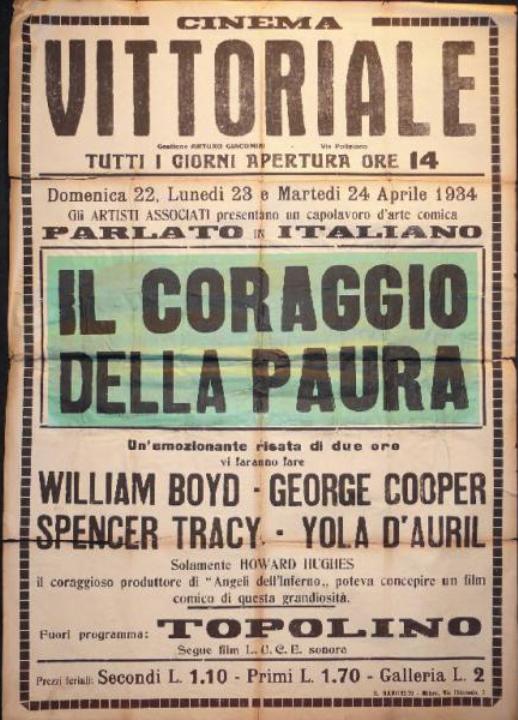 CINEMA
VITTORIALE
Gestione ARTURO GIACOMINI - Via Poliziano
TUTTI I GIORNI APERTURA ORE 14
Domenica 22, Lunedì 23 e Martedì 24 Aprile 1934
Gli ARTISTI ASSOCIATI presentano un capolavoro d'arte comica
PARLATO IN ITALIANO
IL CORAGGIO
DELLA PAURA
Un'emozionante risata di due ore
vi faranno fare
WILLIAM BOYD - GEORGE COOPER
SPENCER TRACY - YOLA D'AURIL
Solamente HOWARD HUGHES
il coraggioso produttore di "Angeli dell'Inferno„ poteva concepire un film
comico di questa grandiosità.
Fuori programma: TOPOLINO
Segue film L.U.C.E. sonoro
Prezzi feriali: Secondi L. 1.10 - Primi L. 1.70 - Galleria L. 2
Milano, Via